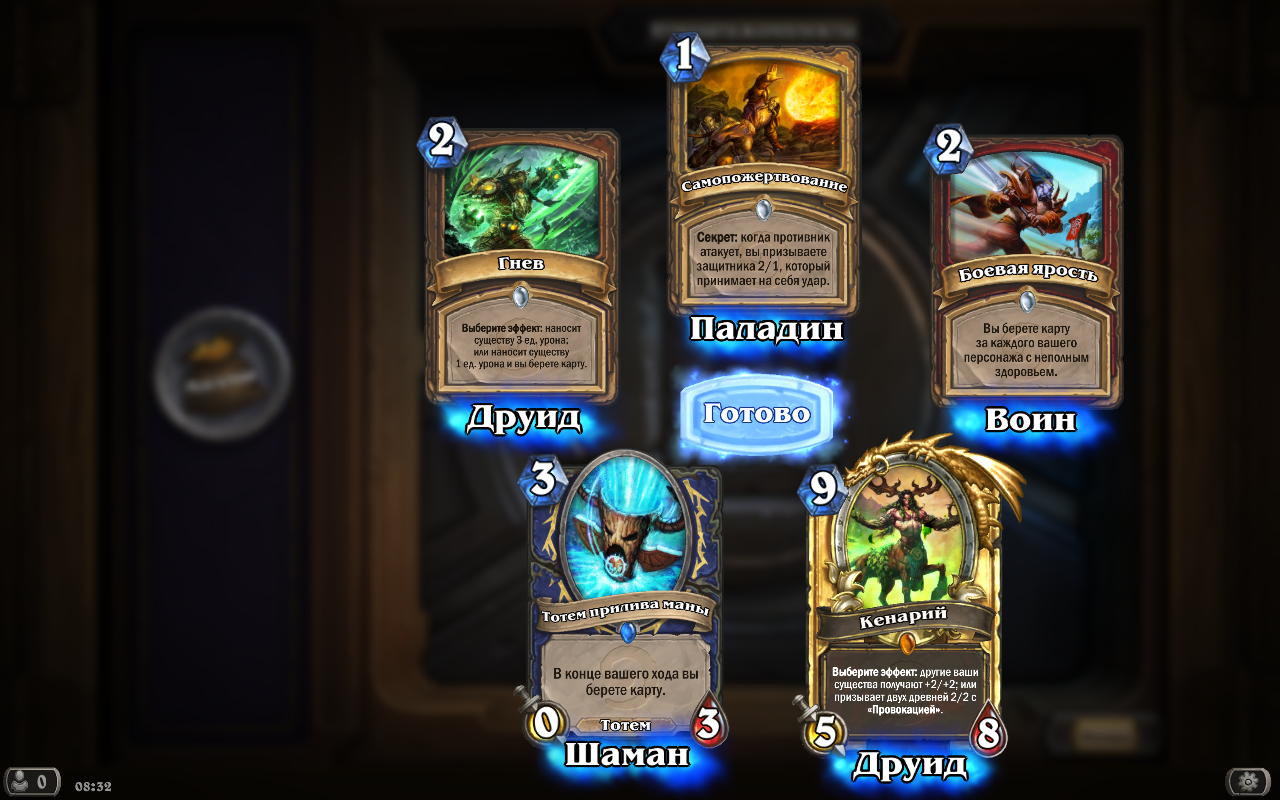 1
Самопожертвование
Секрет: когда противник
атакует, вы призываете
защитника 2/1, который
принимает на себя удар.
Паладин
2
Гнев
Выберите эффект: наносит
существу 3 ед. урона;
или наносит существу
1 ед. урона и вы берете карту.
Друид
2
Боевая ярость
Вы берете карту
за каждого вашего
персонажа с неполным
здоровьем.
Воин
Готово
3
Тотем прилива маны
В конце вашего хода вы
берете карту.
0
Тотем
3
Шаман
9
Кенарий
Выберите эффект: другие ваши
существа получают +2/+2; или
призывает двух древней 2/2 с
«Провокацией».
5
8
Друид
0
08:32